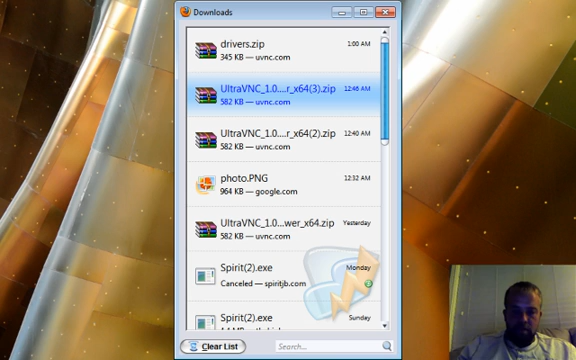 Downloads
drivers.zip 1:00 AM
345 KB — uvnc.com
UltraVNC_1.0....r_x64(3).zip 12:46 AM
582 KB — uvnc.com
UltraVNC_1.0....r_x64(2).zip 12:40 AM
582 KB — uvnc.com
photo.PNG 12:32 AM
964 KB — google.com
UltraVNC_1.0...wer_x64.zip Yesterday
582 KB — uvnc.com
Spirit(2).exe Monday
Canceled — spiritjb.com
Spirit(2).exe Sunday
Clear List Search...